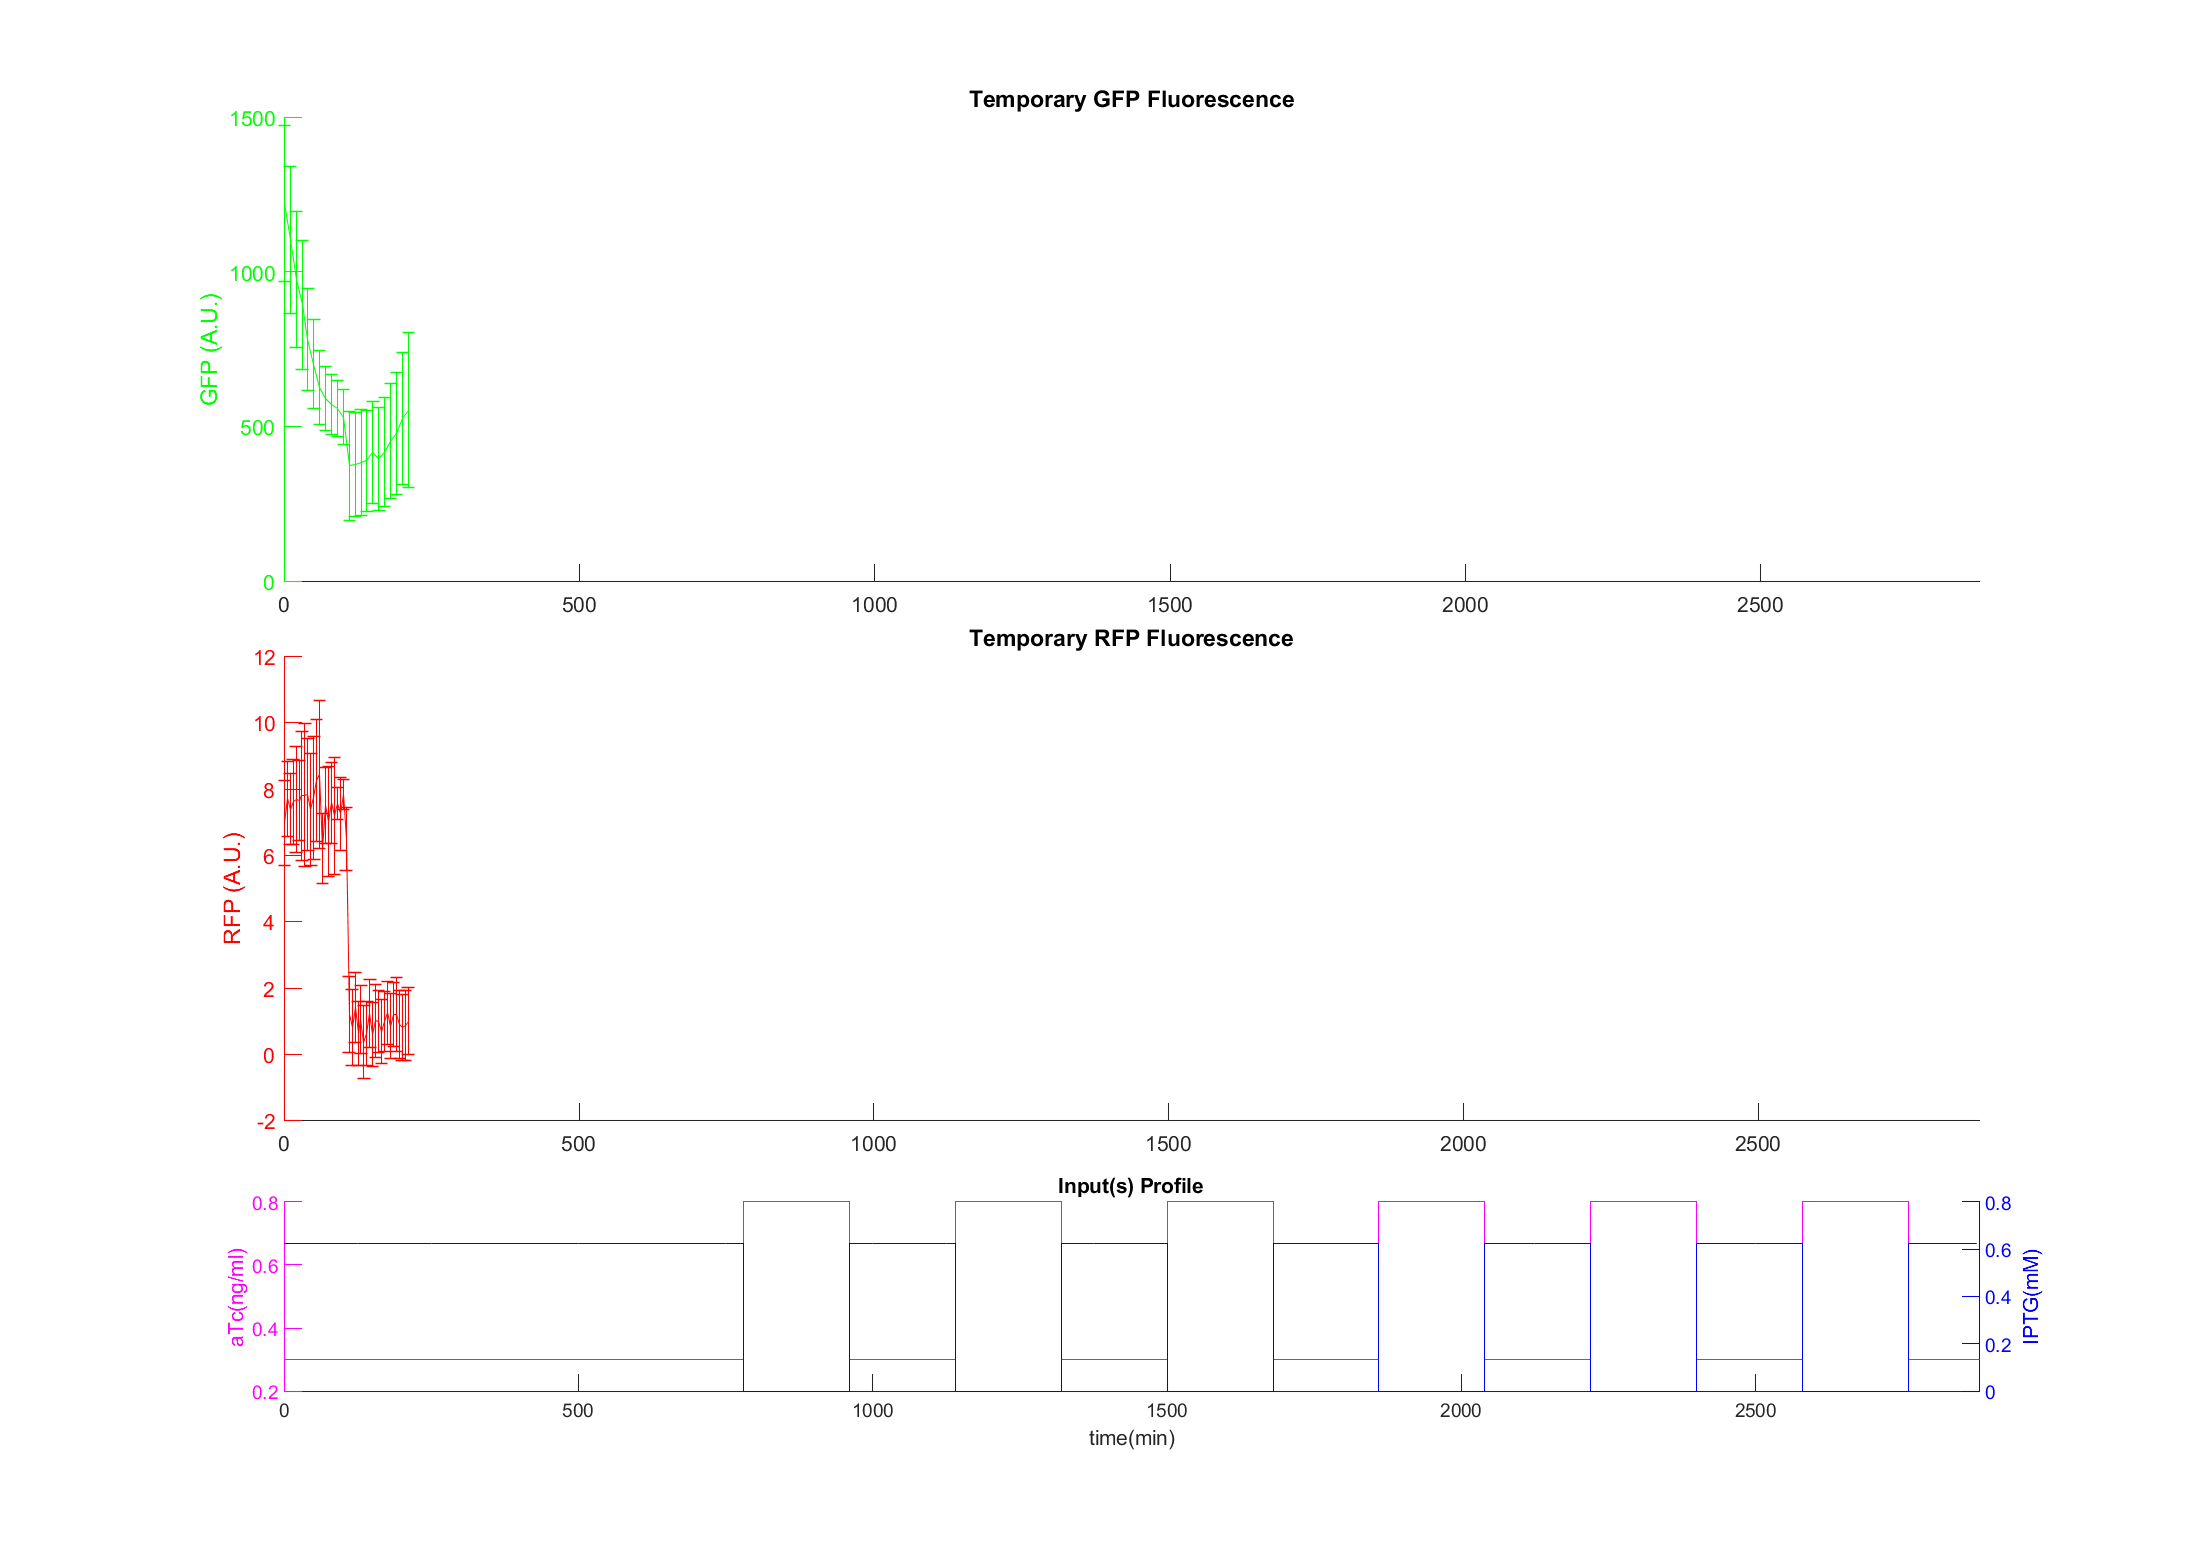 Temporary GFP Fluorescence
1500
1000
500
0
GFP (A.U.)
0 500 1000 1500 2000 2500
Temporary RFP Fluorescence
12
10
8
6
4
2
0
-2
RFP (A.U.)
0 500 1000 1500 2000 2500
Input(s) Profile
0.8
0.6
0.4
0.2
aTc(ng/ml)
0.8
0.6
0.4
0.2
0
IPTG(mM)
0 500 1000 1500 2000 2500
time(min)